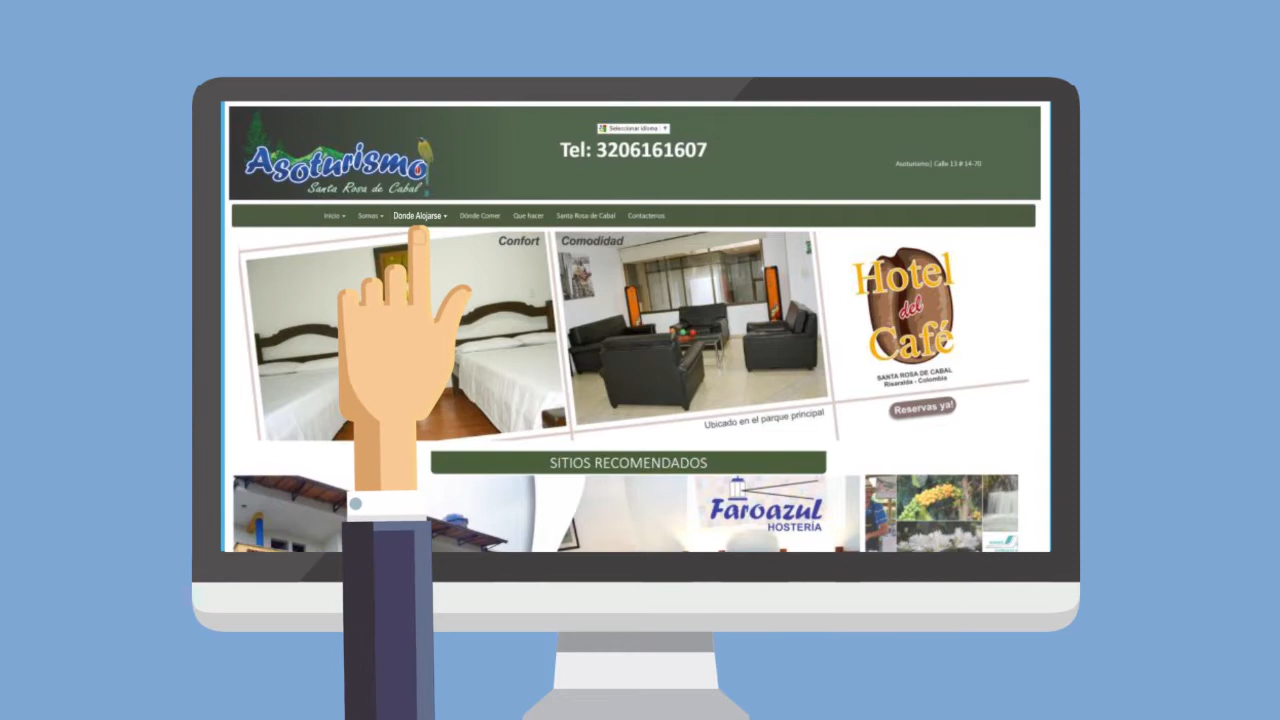 Asoturismo
Santa Rosa de Cabal
Seleccionar idioma
Tel: 3206161607
Asoturismo| Calle 13 # 14-70
Inicio Somos Donde Alojarse Dónde Comer Que hacer Santa Rosa de Cabal Contactenos
Confort
Comodidad
Hotel
del
Café
SANTA ROSA DE CABAL
Risaralda - Colombia
Reservas ya!
Ubicado en el parque principal
SITIOS RECOMENDADOS
Faroazul
HOSTERÍA